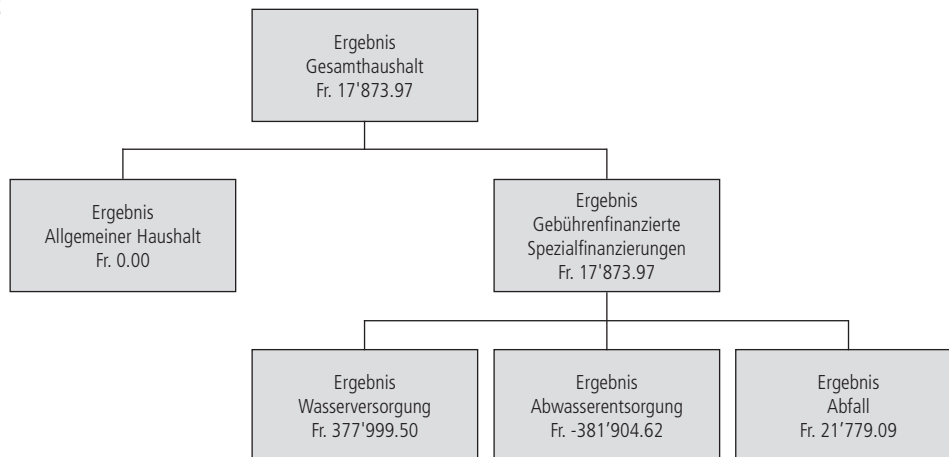 Ergebnis
Gesamthaushalt
Fr. 17'873.97
Ergebnis
Allgemeiner Haushalt
Fr. 0.00
Ergebnis
Gebührenfinanzierte
Spezialfinanzierungen
Fr. 17'873.97
Ergebnis
Wasserversorgung
Fr. 377'999.50
Ergebnis
Abwasserentsorgung
Fr. -381’904.62
Ergebnis
Abfall
Fr. 21’779.09